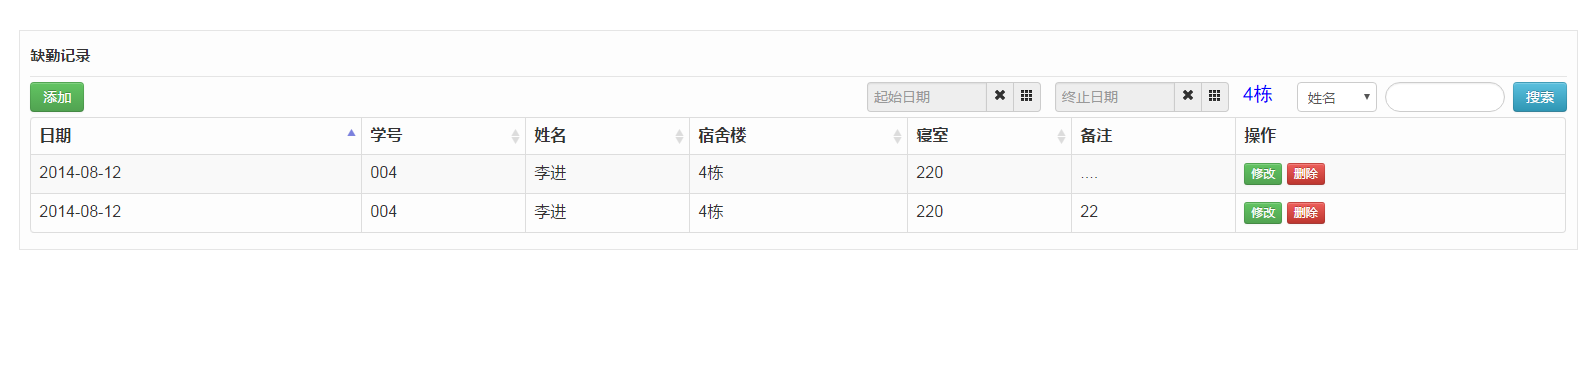 缺勤记录
添加 起始日期 终止日期 4栋 姓名 搜索
日期 学号 姓名 宿舍楼 寝室 备注 操作
2014-08-12 004 李进 4栋 220 .... 修改 删除
2014-08-12 004 李进 4栋 220 22 修改 删除